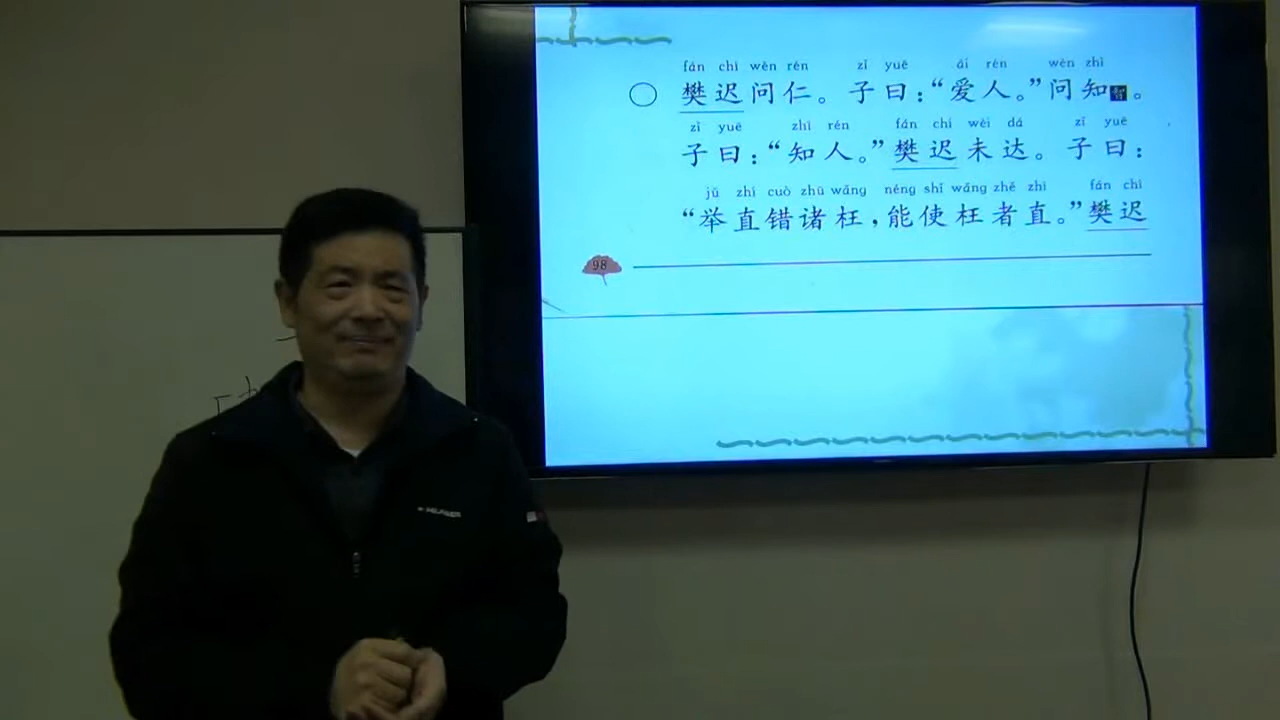 fán chí wèn rén zǐ yuē ài rén wèn zhì
○ 樊迟问仁。子曰：“爱人。”问知智。
zǐ yuē zhī rén fán chí wèi dá zǐ yuē
子曰：“知人。”樊迟未达。子曰：
jǔ zhí cuò zhū wǎng néng shǐ wǎng zhě zhí fán chí
“举直错诸枉，能使枉者直。”樊迟
98